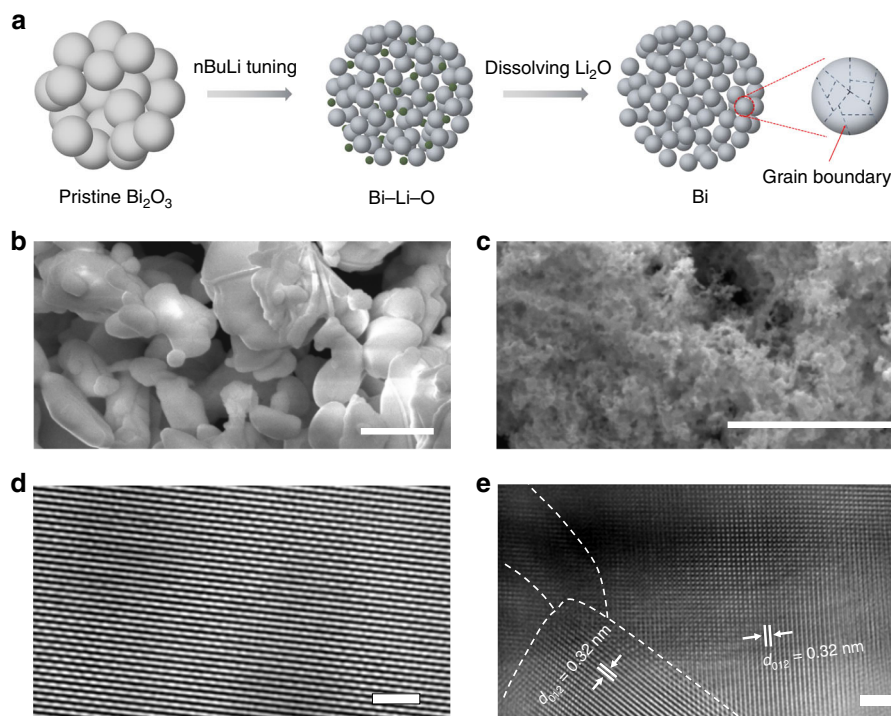 a
nBuLi tuning
Dissolving Li₂O
Grain boundary
Pristine Bi₂O₃
Bi–Li–O
Bi
b
c
d
e
d₀₁₂ = 0.32 nm
d₀₁₂ = 0.32 nm